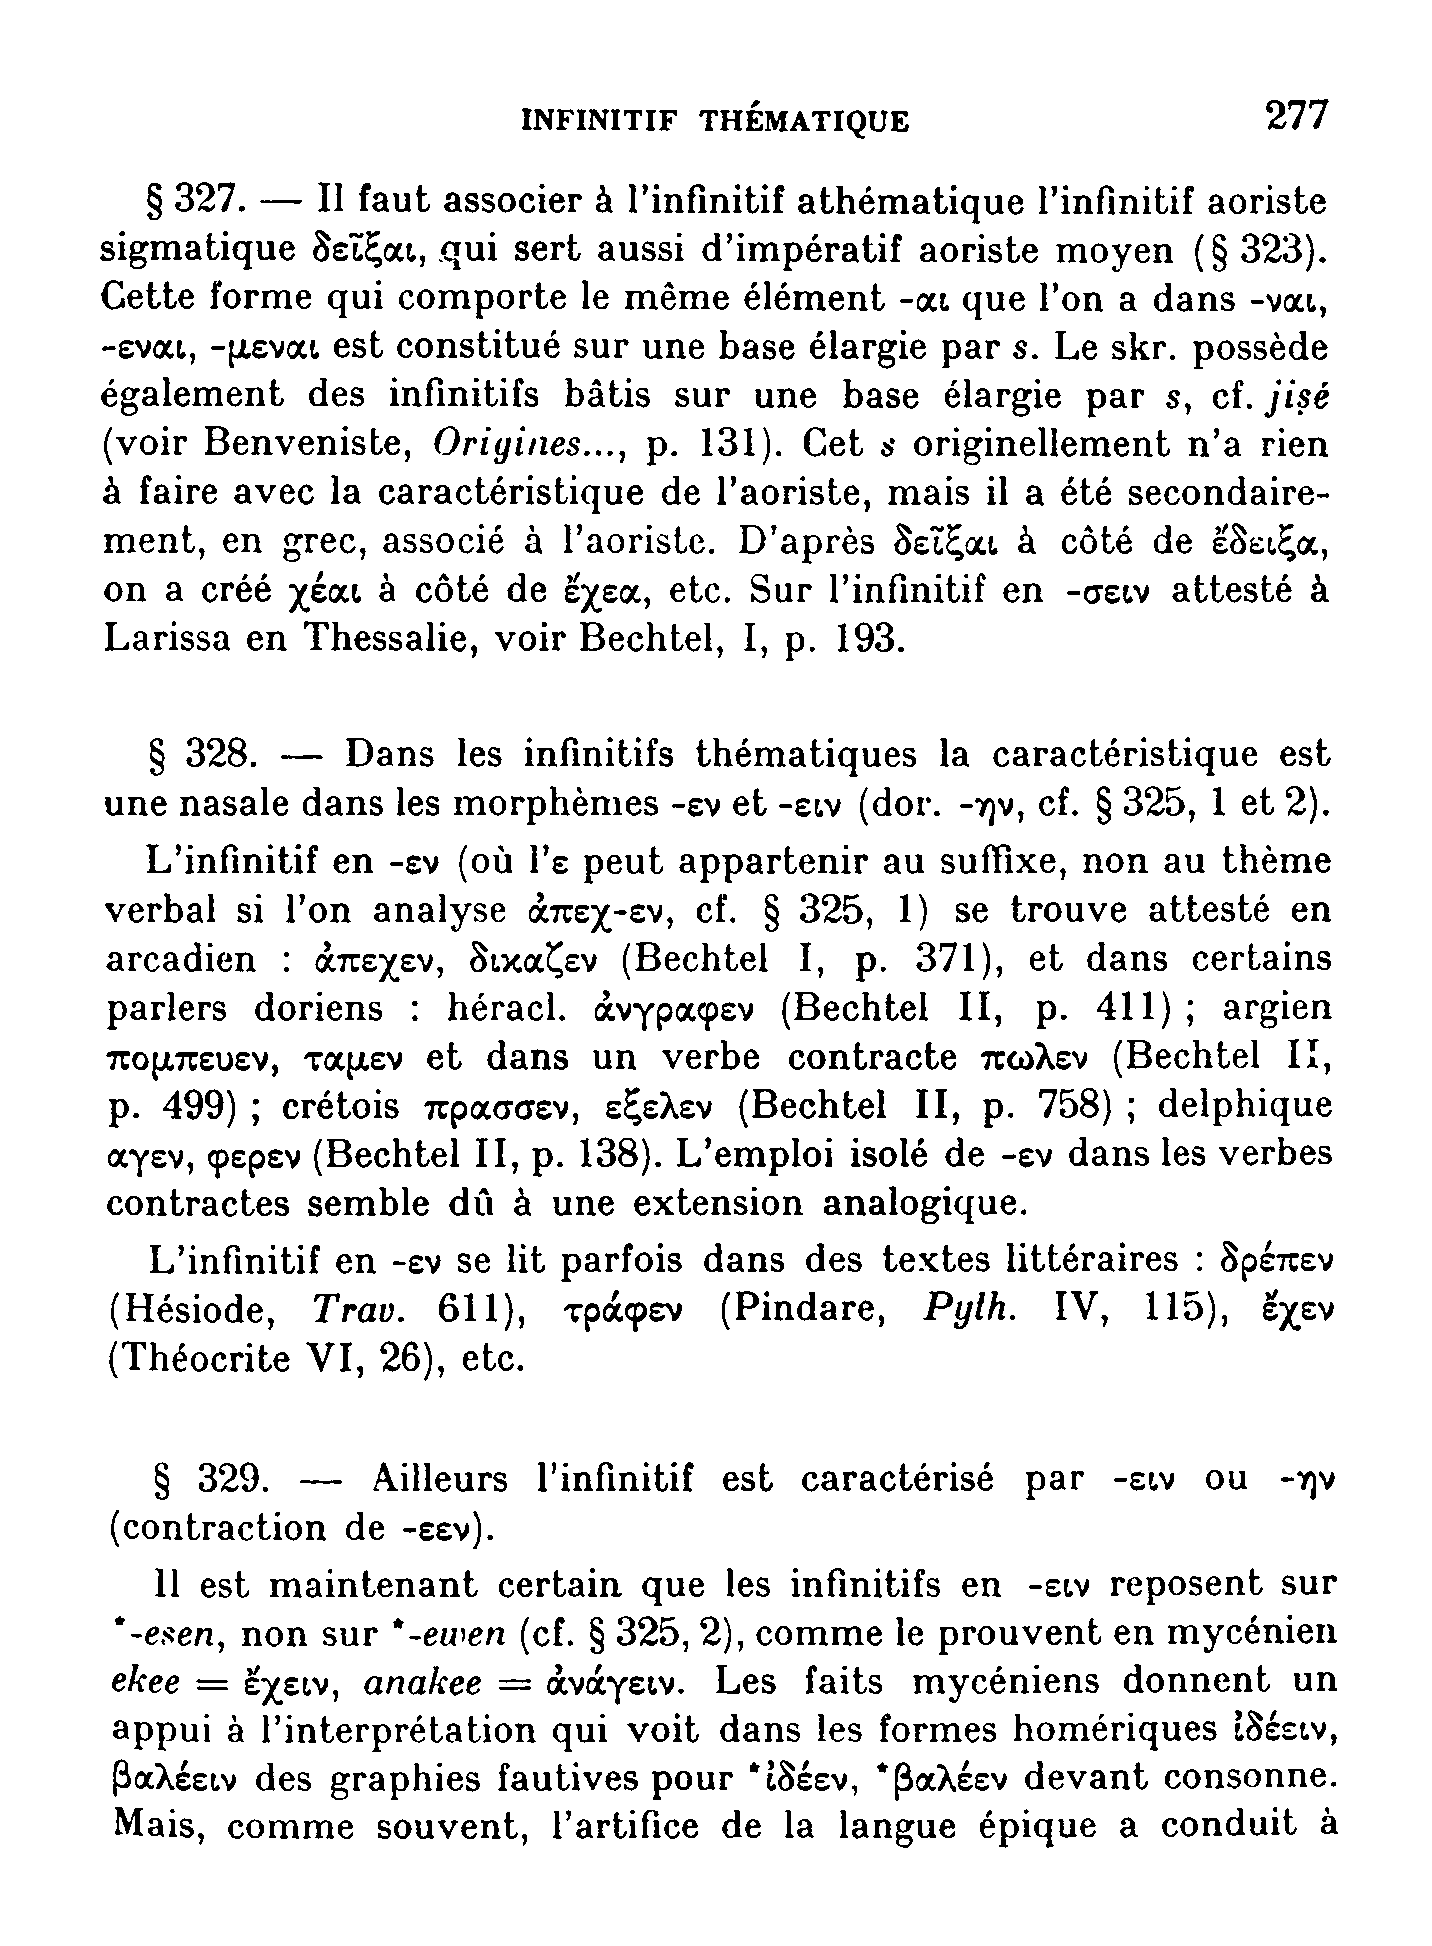 INFINITIF THÉMATIQUE 277
§ 327. — Il faut associer à l'infinitif athématique l'infinitif aoriste
sigmatique δεῖξαι, qui sert aussi d'impératif aoriste moyen (§ 323).
Cette forme qui comporte le même élément -αι que l'on a dans -ναι,
-εναι, -μεναι est constitué sur une base élargie par s. Le skr. possède
également des infinitifs bâtis sur une base élargie par s, cf. jiṣé
(voir Benveniste, Origines..., p. 131). Cet s originellement n'a rien
à faire avec la caractéristique de l'aoriste, mais il a été secondaire-
ment, en grec, associé à l'aoriste. D'après δεῖξαι à côté de ἔδειξα,
on a créé χέαι à côté de ἔχεα, etc. Sur l'infinitif en -σειν attesté à
Larissa en Thessalie, voir Bechtel, I, p. 193.
§ 328. — Dans les infinitifs thématiques la caractéristique est
une nasale dans les morphèmes -εν et -ειν (dor. -ην, cf. § 325, 1 et 2).
L'infinitif en -εν (où l'ε peut appartenir au suffixe, non au thème
verbal si l'on analyse ἀπεχ-εν, cf. § 325, 1) se trouve attesté en
arcadien : ἀπεχεν, δικαζεν (Bechtel I, p. 371), et dans certains
parlers doriens : héracl. ἀνγραφεν (Bechtel II, p. 411) ; argien
πομπευεν, ταμεν et dans un verbe contracte πωλεν (Bechtel II,
p. 499) ; crétois πρασσεν, εξελεν (Bechtel II, p. 758) ; delphique
αγεν, φερεν (Bechtel II, p. 138). L'emploi isolé de -εν dans les verbes
contractes semble dû à une extension analogique.
L'infinitif en -εν se lit parfois dans des textes littéraires : δρέπεν
(Hésiode, Trav. 611), τράφεν (Pindare, Pyth. IV, 115), ἔχεν
(Théocrite VI, 26), etc.
§ 329. — Ailleurs l'infinitif est caractérisé par -ειν ou -ην
(contraction de -εεν).
Il est maintenant certain que les infinitifs en -ειν reposent sur
*-esen, non sur *-ewen (cf. § 325, 2), comme le prouvent en mycénien
ekee = ἔχειν, anakee = ἀνάγειν. Les faits mycéniens donnent un
appui à l'interprétation qui voit dans les formes homériques ἰδέειν,
βαλέειν des graphies fautives pour *ἰδέεν, *βαλέεν devant consonne.
Mais, comme souvent, l'artifice de la langue épique a conduit à